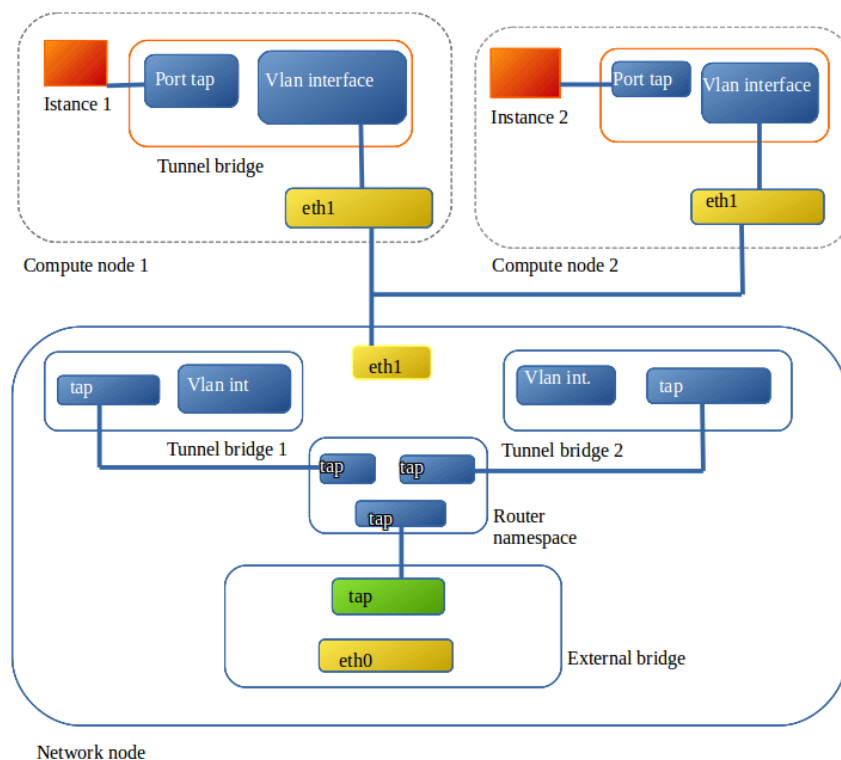 Port tap
Vlan interface
Istance 1
Tunnel bridge
eth1
Compute node 1
Port tap
Vlan interface
Instance 2
eth1
Compute node 2
eth1
tap
Vlan int
Tunnel bridge 1
Vlan int.
tap
Tunnel bridge 2
tap
tap
tap
Router
namespace
tap
eth0
External bridge
Network node